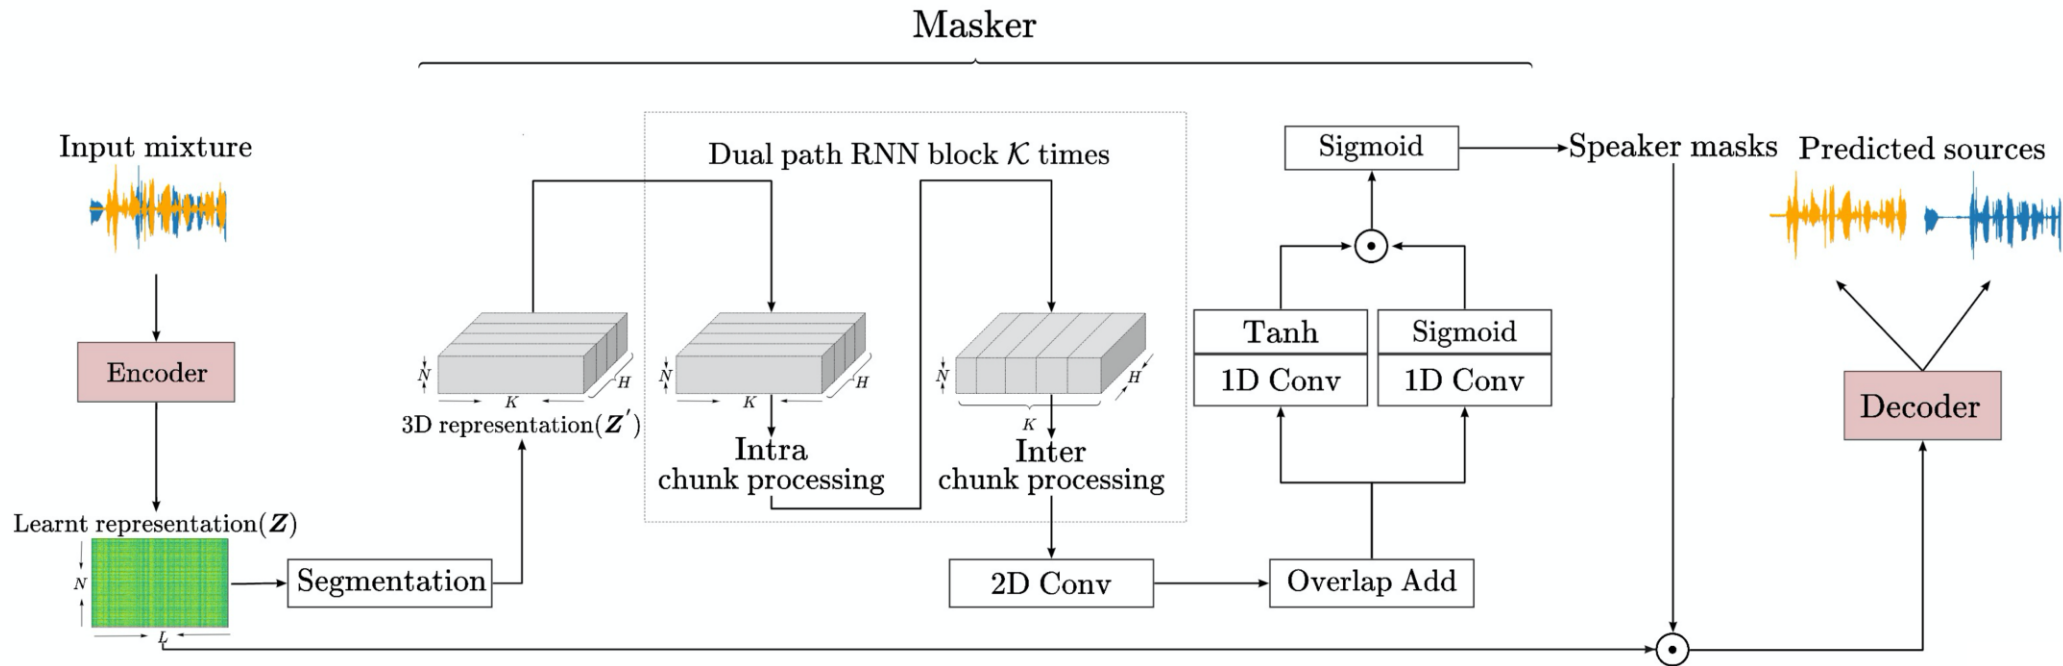 Masker
Input mixture
Encoder
Learnt representation(Z)
N
L
Segmentation
N
K
H
3D representation(Z′)
Dual path RNN block 𝒦 times
N
K
H
Intra
chunk processing
N
K
H
Inter
chunk processing
2D Conv
Overlap Add
Tanh
1D Conv
Sigmoid
1D Conv
Sigmoid
Speaker masks
Predicted sources
Decoder